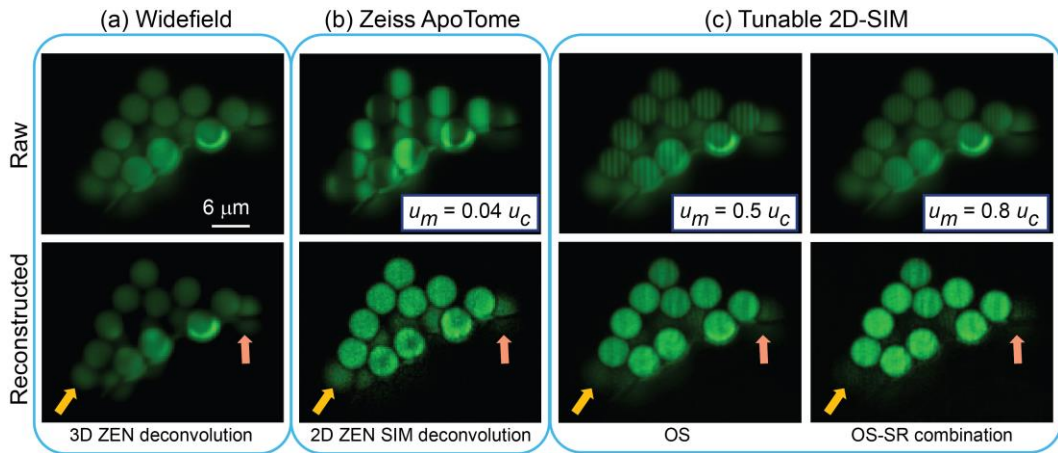 (a) Widefield
(b) Zeiss ApoTome
(c) Tunable 2D-SIM
Raw
6 μm
u_m = 0.04 u_c
u_m = 0.5 u_c
u_m = 0.8 u_c
Reconstructed
3D ZEN deconvolution
2D ZEN SIM deconvolution
OS
OS-SR combination